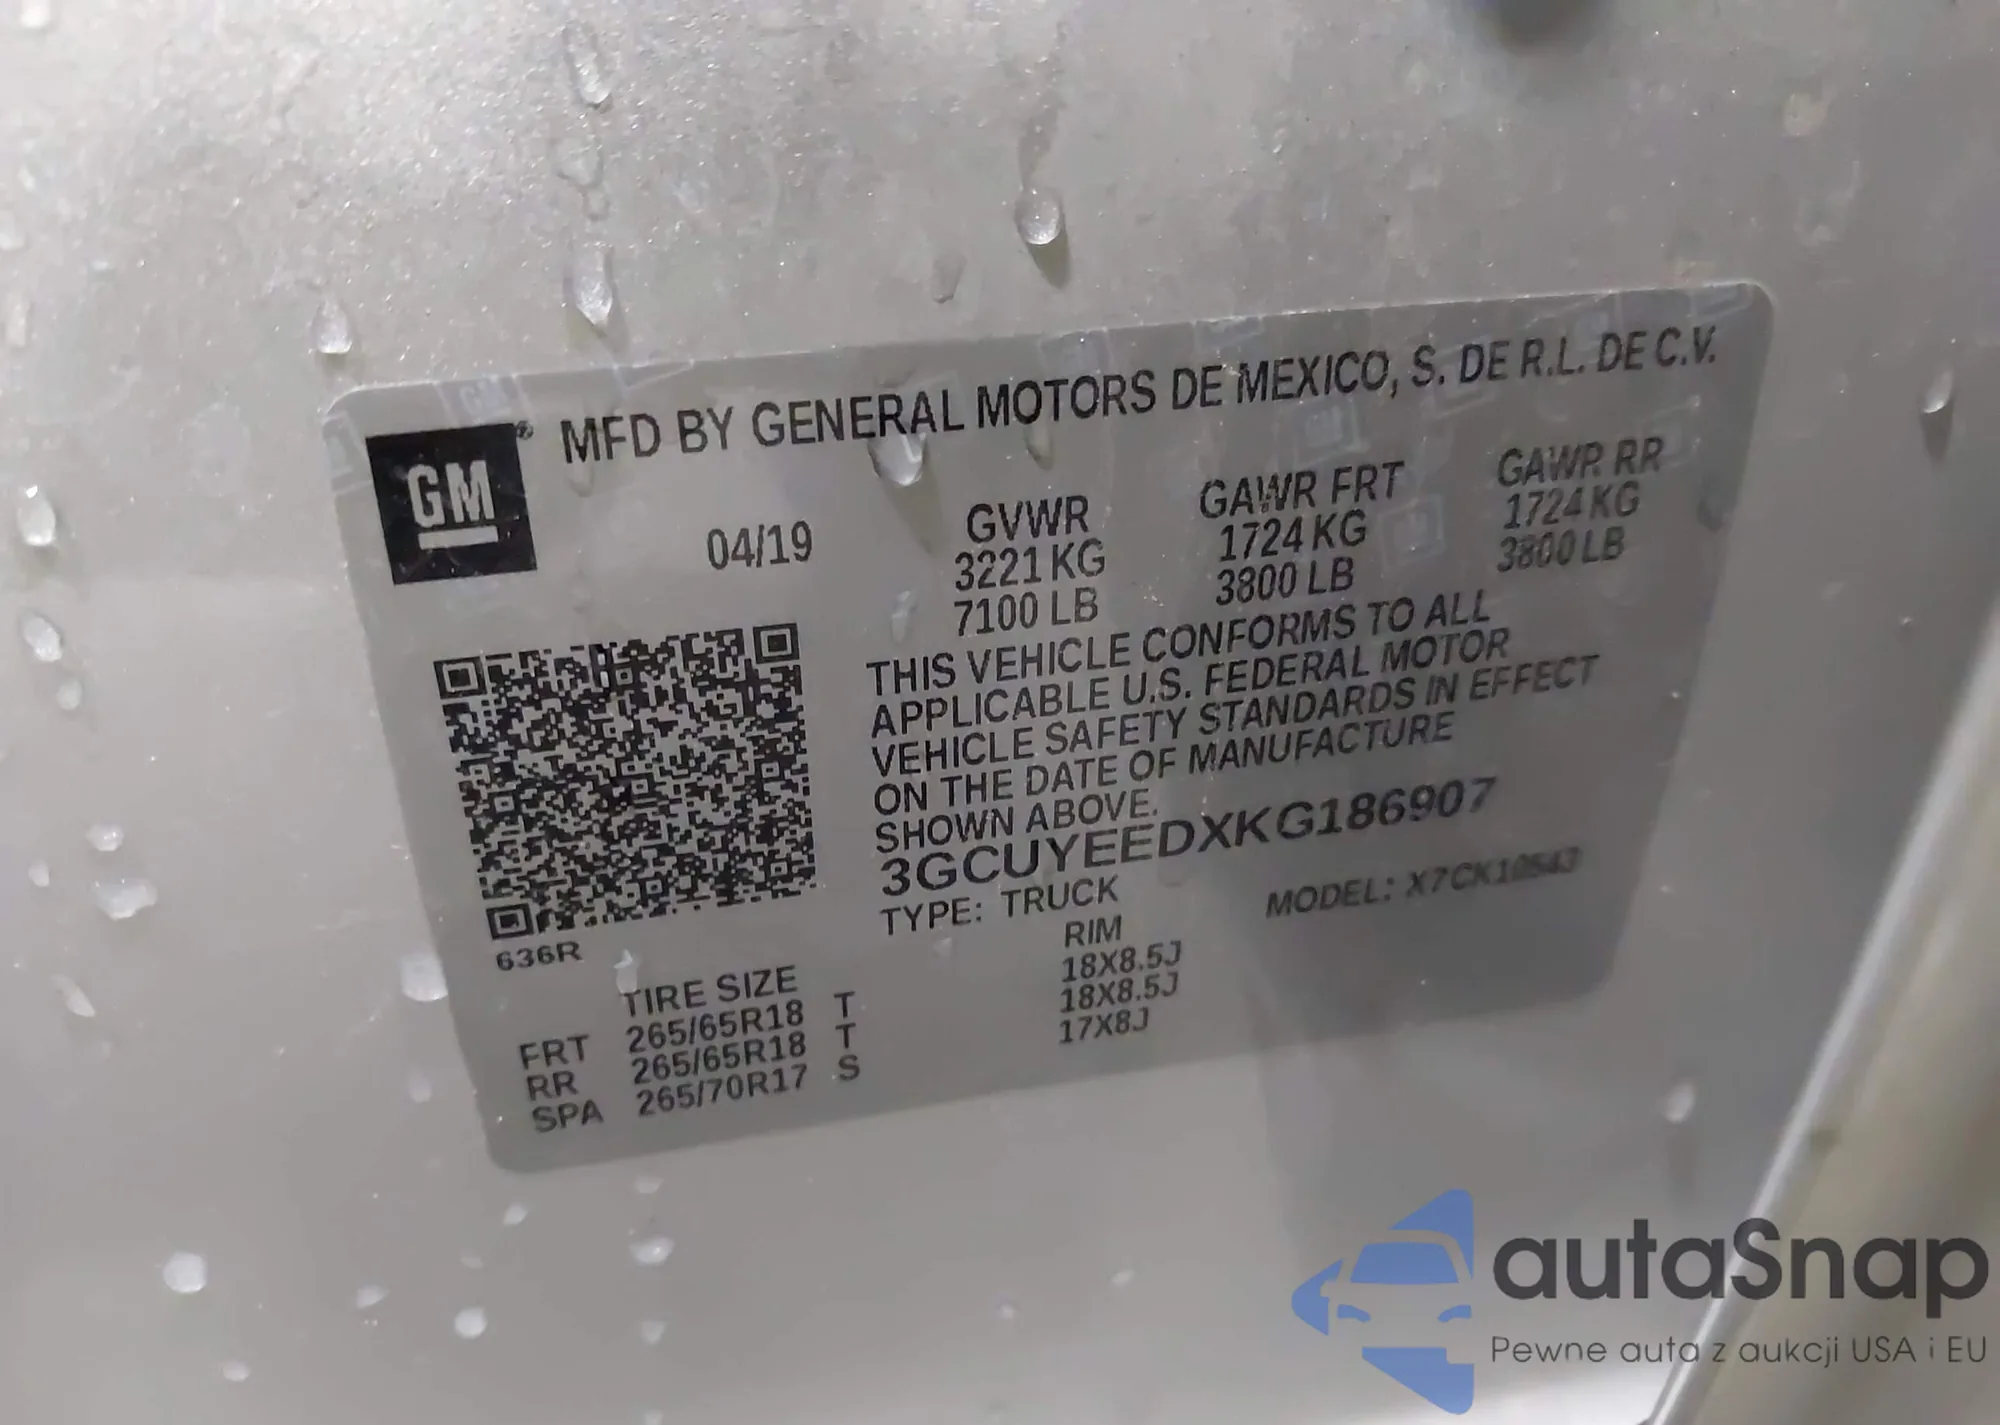 GM ® MFD BY GENERAL MOTORS DE MEXICO, S. DE R.L. DE C.V.
04/19
GVWR
3221 KG
7100 LB
GAWR FRT
1724 KG
3800 LB
GAWR RR
1724 KG
3800 LB
THIS VEHICLE CONFORMS TO ALL
APPLICABLE U.S. FEDERAL MOTOR
VEHICLE SAFETY STANDARDS IN EFFECT
ON THE DATE OF MANUFACTURE
SHOWN ABOVE.
3GCUYEEDXKG186907
TYPE: TRUCK MODEL:
636R
TIRE SIZE RIM
FRT 265/65R18 T 18X8.5J
RR 265/65R18 T 18X8.5J
SPA 265/70R17 S 17X8J
autaSnap
Pewne auta z aukcji USA i EU